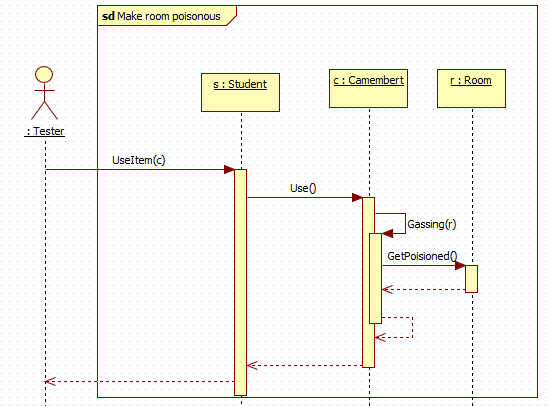 sd Make room poisonous
s : Student
c : Camembert
r : Room
: Tester
UseItem(c)
Use()
Gassing(r)
GetPoisioned()